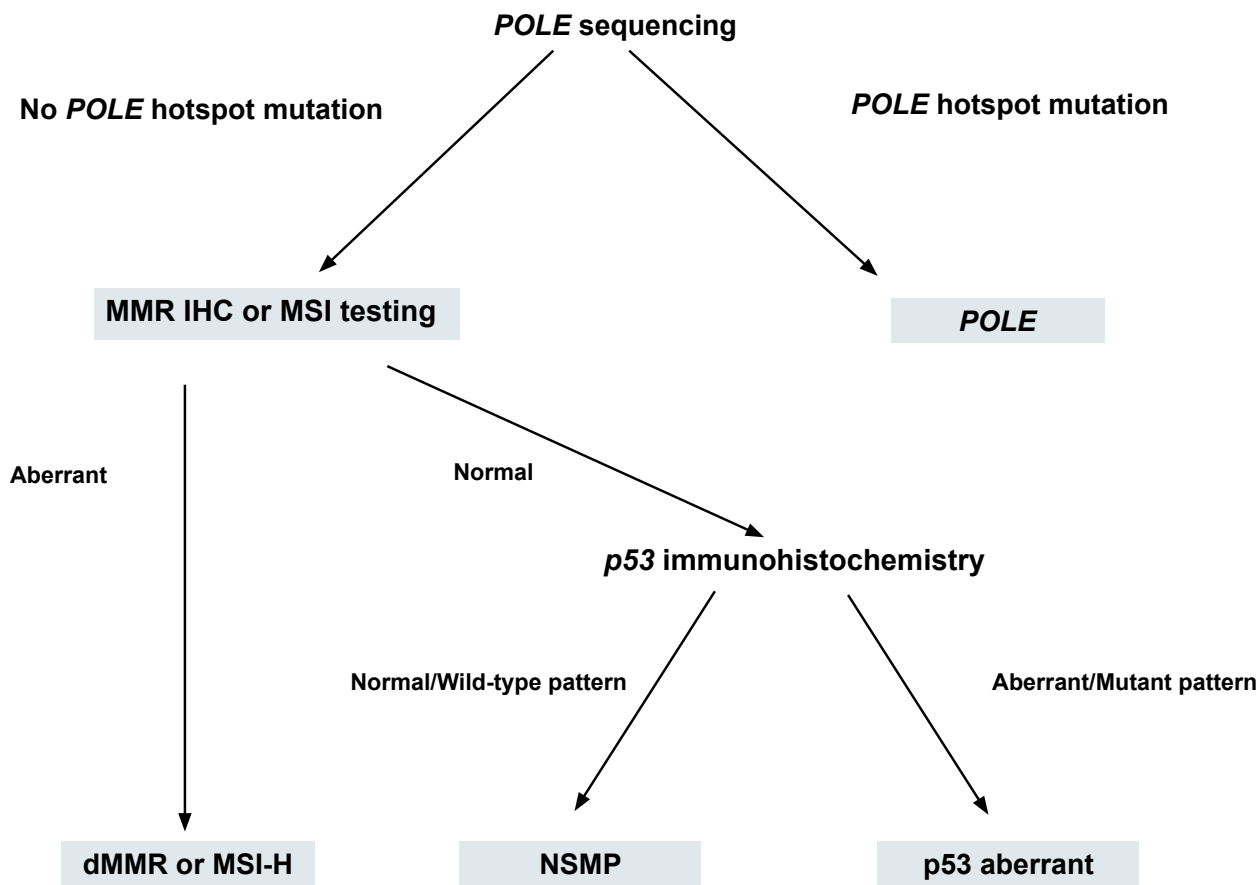 POLE sequencing
No POLE hotspot mutation
POLE hotspot mutation
MMR IHC or MSI testing
POLE
Aberrant
Normal
p53 immunohistochemistry
Normal/Wild-type pattern
Aberrant/Mutant pattern
dMMR or MSI-H
NSMP
p53 aberrant